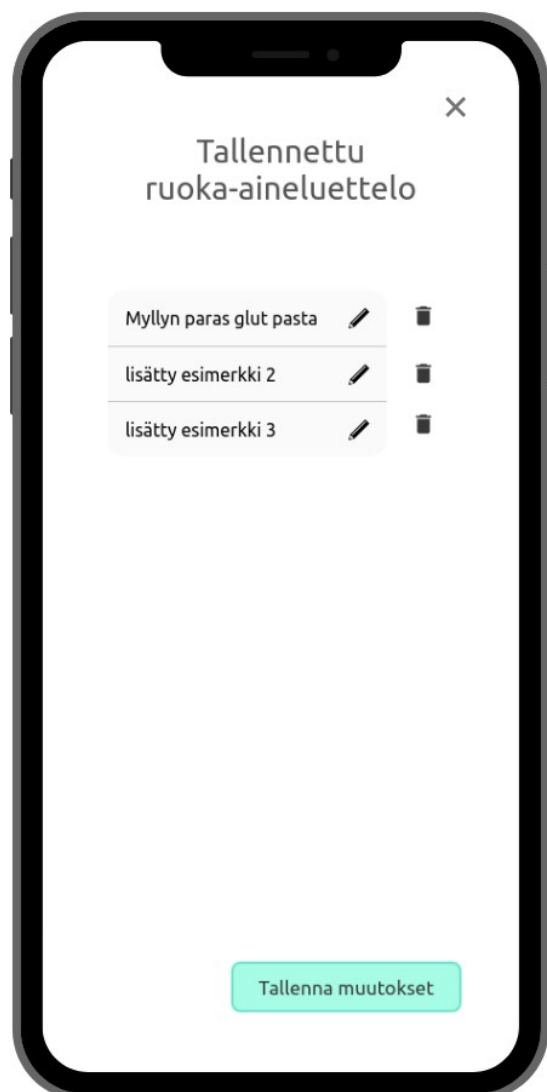 Tallennettu
ruoka-aineluettelo
Myllyn paras glut pasta
lisätty esimerkki 2
lisätty esimerkki 3
Tallenna muutokset